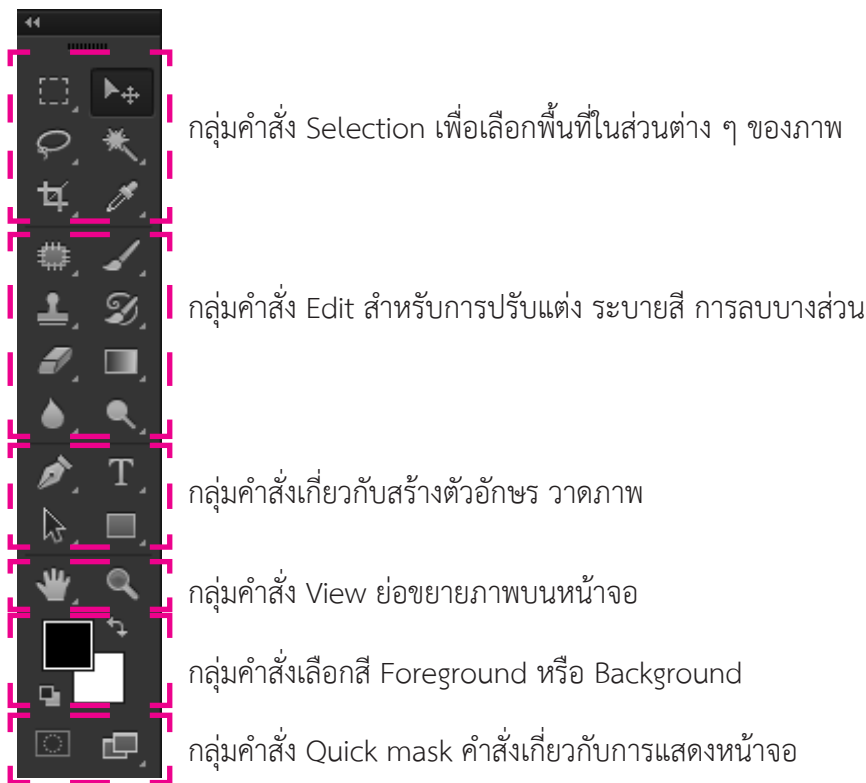 กลุ่มคำสั่ง Selection เพื่อเลือกพื้นที่ในส่วนต่าง ๆ ของภาพ
กลุ่มคำสั่ง Edit สำหรับการปรับแต่ง ระบายสี การลบบางส่วน
กลุ่มคำสั่งเกี่ยวกับสร้างตัวอักษร วาดภาพ
กลุ่มคำสั่ง View ย่อขยายภาพบนหน้าจอ
กลุ่มคำสั่งเลือกสี Foreground หรือ Background
กลุ่มคำสั่ง Quick mask คำสั่งเกี่ยวกับการแสดงหน้าจอ